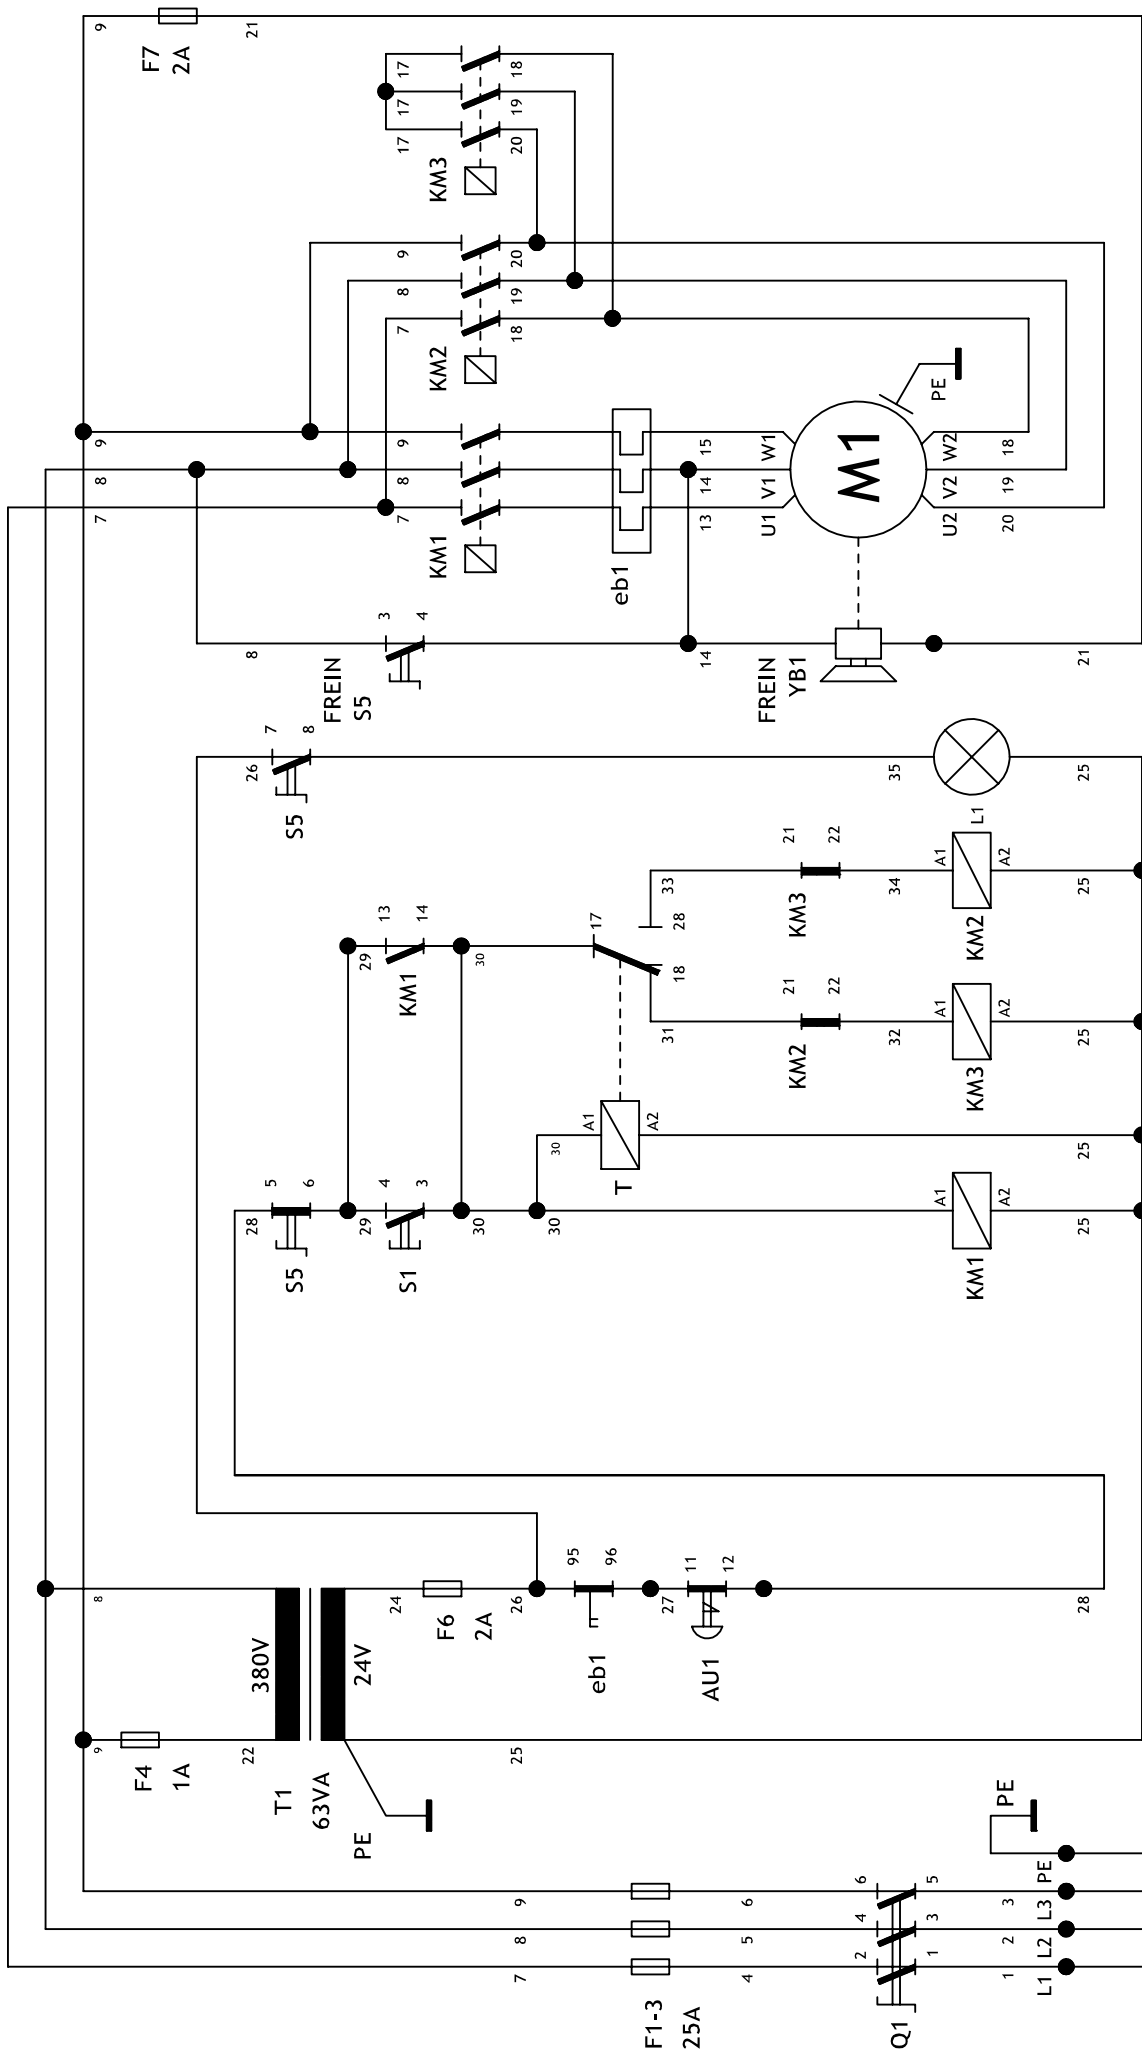 9 8 7 8 9 9
F4 F7
1A 2A
22 380V 28 26 8 21
5 7
T1 S5 S5
6 8
63VA FREIN
PE 24V 29 29 S5
4 13 3
24 S1 KM1 7 8 9 7 8 9 17 17 17
3 14 4
F6 KM1 KM2 KM3
2A 30 30
7 8 9 25 26 18 19 20 20 19 18
30 30 A1
95
17
eb1
96
T eb1
F1-3 A2
27 31 33
18 28
25A 11
AU1 14 13 14 15
12
4 5 6
FREIN U1 V1 W1
21 21
KM2 KM3 YB1
22 22
2 4 6 M1
Q1 32 34 35
1 3 5
A1 A1 A1 PE
U2 V2 W2
KM1 KM3 KM2 L1
1 2 3 PE A2 A2 A2 20 19 18
L1 L2 L3 PE
28 25 25 25 25 25 21